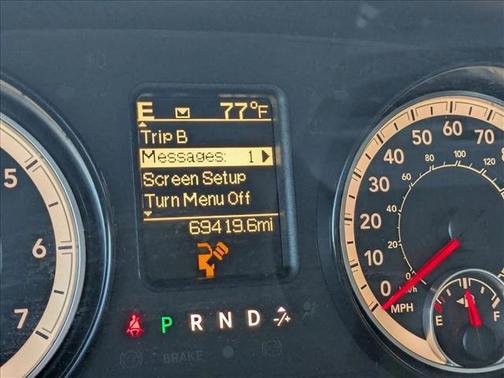 E 77°F
Trip B
Messages: 1
Screen Setup
Turn Menu Off
69419.6mi
P R N D -/+
BRAKE
5
6
7
0
10
20
30
40
50
60
70
80
100
120
km/h
MPH
E F